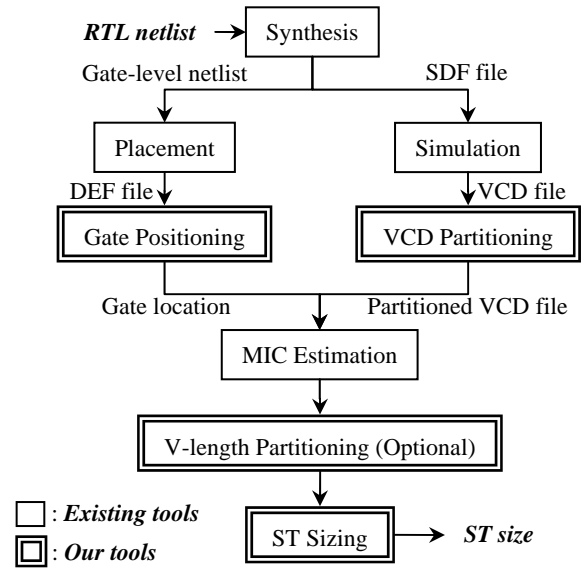 RTL netlist
Synthesis
Gate-level netlist
SDF file
Placement
Simulation
DEF file
VCD file
Gate Positioning
VCD Partitioning
Gate location
Partitioned VCD file
MIC Estimation
V-length Partitioning (Optional)
: Existing tools
ST Sizing
ST size
: Our tools